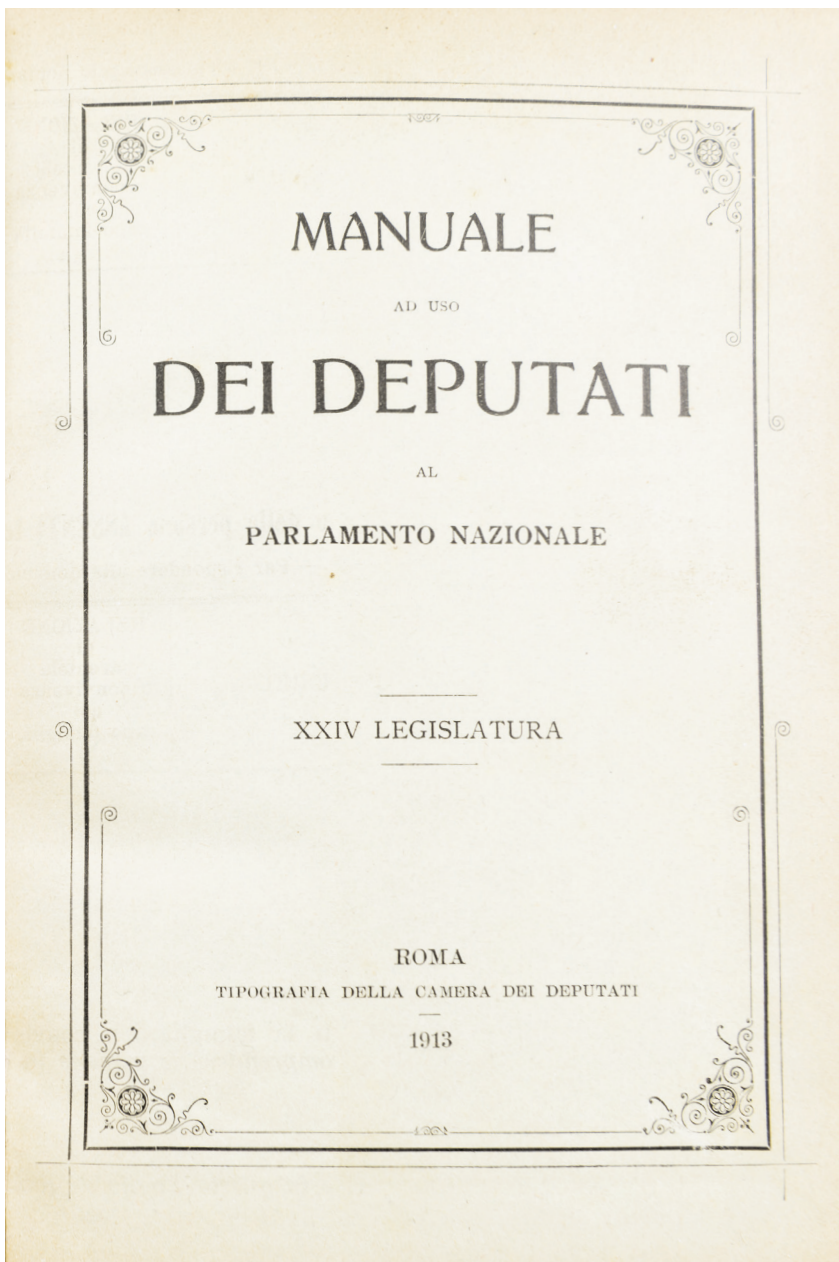 MANUALE
AD USO
DEI DEPUTATI
AL
PARLAMENTO NAZIONALE
XXIV LEGISLATURA
ROMA
TIPOGRAFIA DELLA CAMERA DEI DEPUTATI
1913